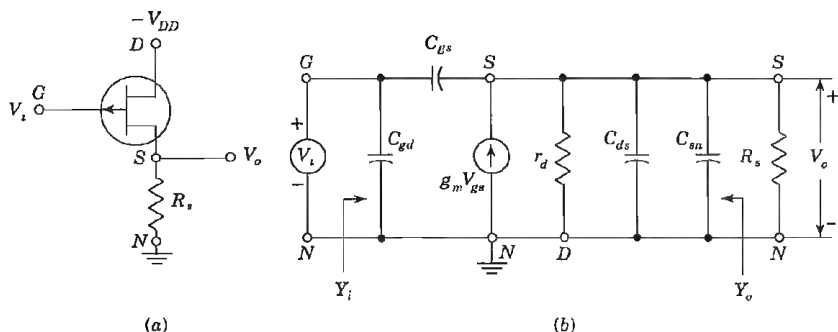 -V_DD
D
G
V_i
S
V_o
R_s
N
(a)
G
C_gs
S
S
+
+
V_i
-
C_gd
g_m V_gs
r_d
C_ds
C_sn
R_s
V_o
-
N
N
D
N
Y_i
Y_o
(b)